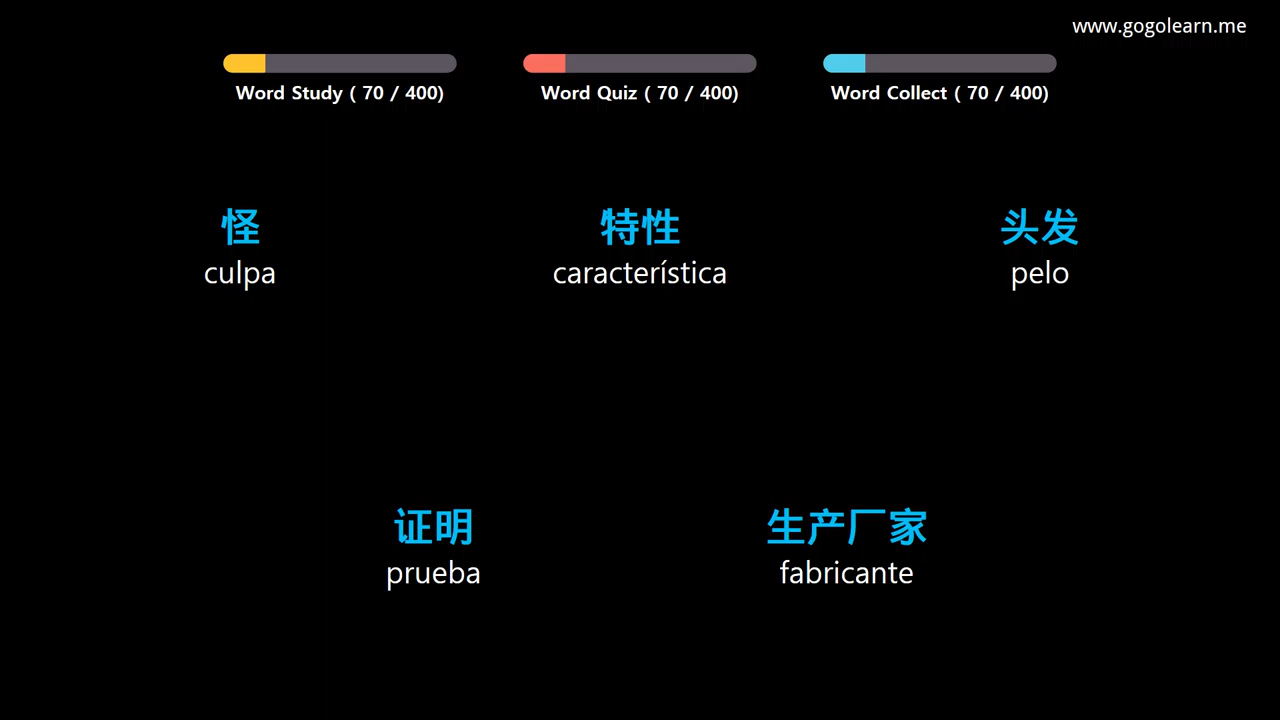 www.gogolearn.me
Word Study ( 70 / 400)
Word Quiz ( 70 / 400)
Word Collect ( 70 / 400)
怪
culpa
特性
característica
头发
pelo
证明
prueba
生产厂家
fabricante